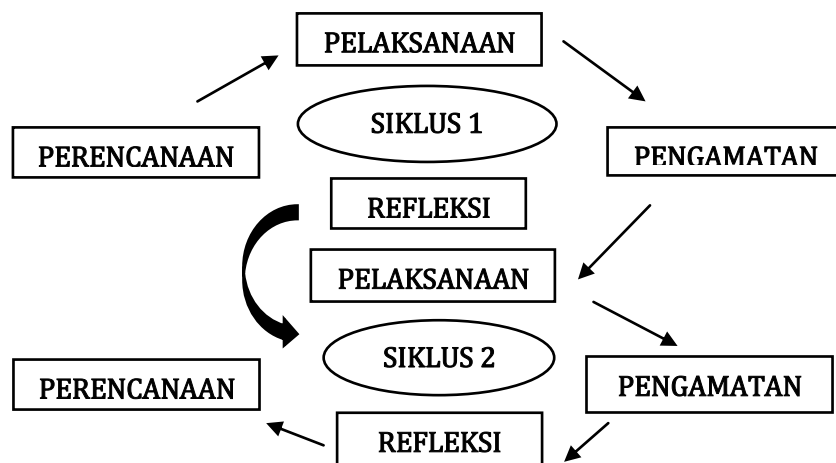 PELAKSANAAN
SIKLUS 1
PERENCANAAN
PENGAMATAN
REFLEKSI
PELAKSANAAN
SIKLUS 2
PERENCANAAN
PENGAMATAN
REFLEKSI